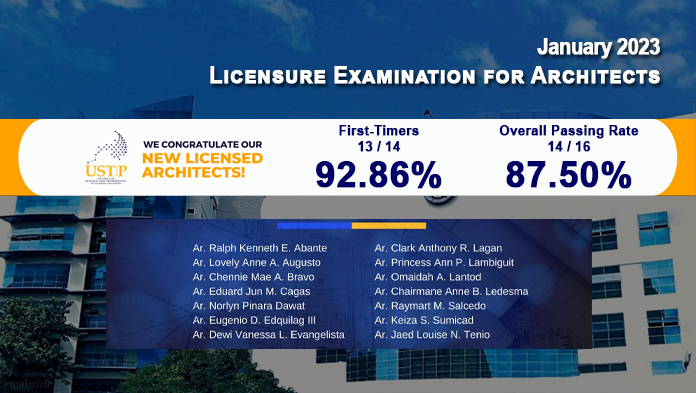 January 2023
LICENSURE EXAMINATION FOR ARCHITECTS
USTP
WE CONGRATULATE OUR
NEW LICENSED
ARCHITECTS!
First-Timers
13 / 14
92.86%
Overall Passing Rate
14 / 16
87.50%
Ar. Ralph Kenneth E. Abante
Ar. Lovely Anne A. Augusto
Ar. Chennie Mae A. Bravo
Ar. Eduard Jun M. Cagas
Ar. Norlyn Pinara Dawat
Ar. Eugenio D. Edquilag III
Ar. Dewi Vanessa L. Evangelista
Ar. Clark Anthony R. Lagan
Ar. Princess Ann P. Lambiguit
Ar. Omaidah A. Lantod
Ar. Chairmane Anne B. Ledesma
Ar. Raymart M. Salcedo
Ar. Keiza S. Sumicad
Ar. Jaed Louise N. Tenio